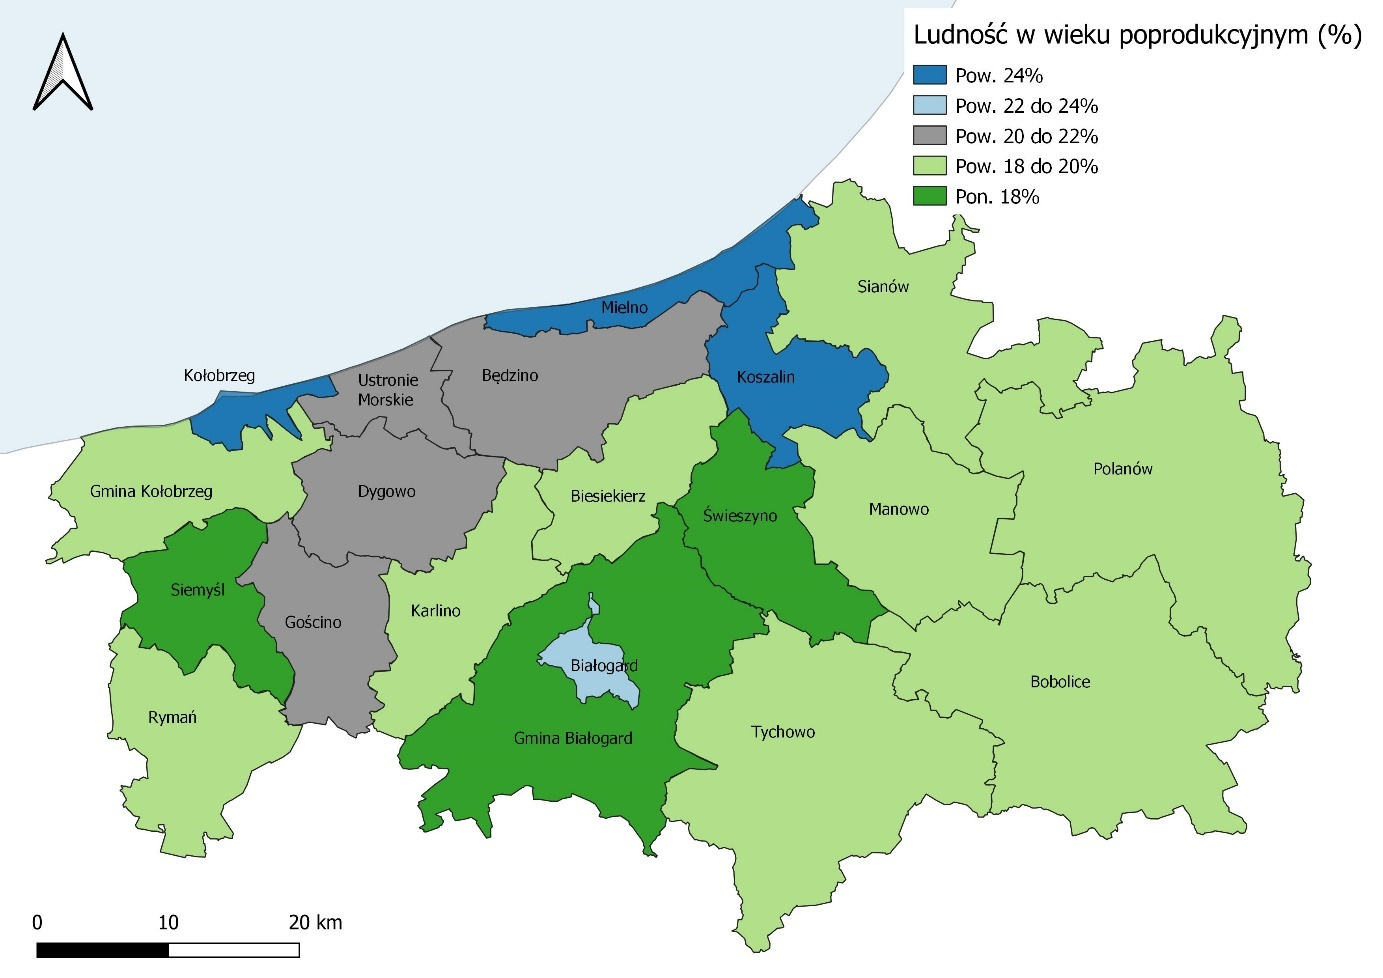 Ludność w wieku poprodukcyjnym (%)
Pow. 24%
Pow. 22 do 24%
Pow. 20 do 22%
Pow. 18 do 20%
Pon. 18%
Sianów
Mielno
Kołobrzeg
Ustronie
Morskie
Będzino
Koszalin
Polanów
Gmina Kołobrzeg
Dygowo
Biesiekierz
Świeszyno
Manowo
Siemyśl
Gościno
Karlino
Białogard
Bobolice
Rymań
Gmina Białogard
Tychowo
0 10 20 km